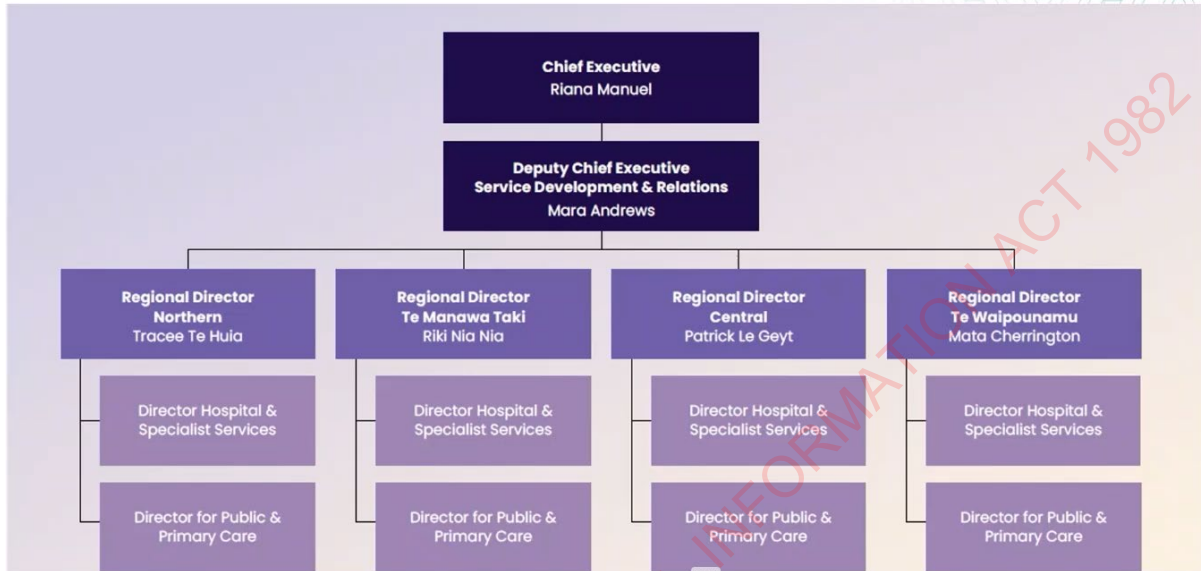 Chief Executive
Riana Manuel
Deputy Chief Executive
Service Development & Relations
Mara Andrews
Regional Director
Northern
Tracee Te Huia
Regional Director
Te Manawa Taki
Riki Nia Nia
Regional Director
Central
Patrick Le Geyt
Regional Director
Te Waipounamu
Mata Cherrington
Director Hospital &
Specialist Services
Director Hospital &
Specialist Services
Director Hospital &
Specialist Services
Director Hospital &
Specialist Services
Director for Public &
Primary Care
Director for Public &
Primary Care
Director for Public &
Primary Care
Director for Public &
Primary Care
INFORMATION ACT 1982